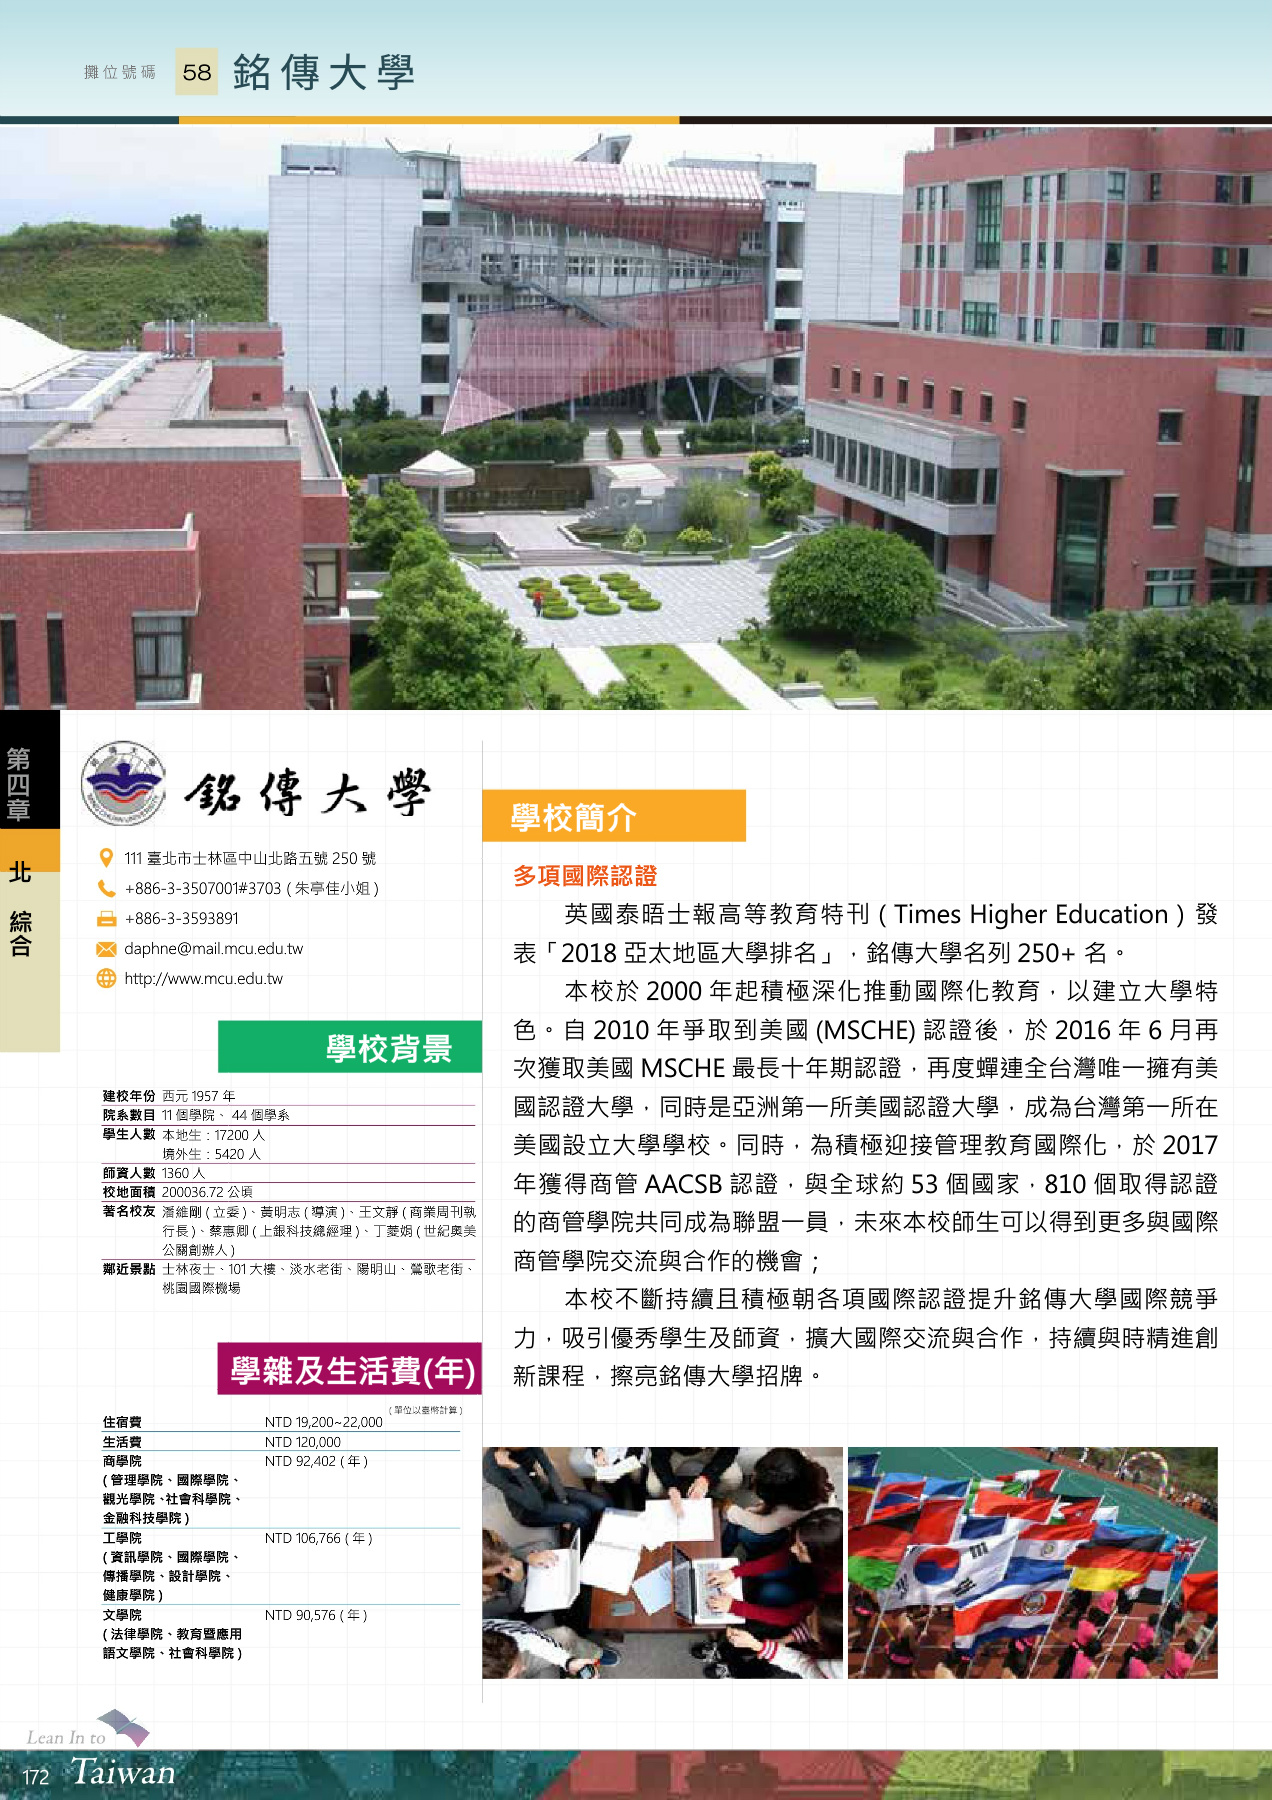 攤位號碼 58 銘傳大學
第四章
北
綜合
銘傳大學
111 臺北市士林區中山北路五號 250 號
+886-3-3507001#3703 ( 朱亭佳小姐 )
+886-3-3593891
daphne@mail.mcu.edu.tw
http://www.mcu.edu.tw
學校背景
建校年份 西元 1957 年
院系數目 11 個學院、 44 個學系
學生人數 本地生：17200 人
境外生：5420 人
師資人數 1360 人
校地面積 200036.72 公頃
著名校友 潘維剛 ( 立委 )、黃明志 ( 導演 )、王文靜 ( 商業周刊執
行長 )、蔡惠卿 ( 上銀科技總經理 )、丁菱娟 ( 世紀奧美
公關創辦人 )
鄰近景點 士林夜士、101 大樓、淡水老街、陽明山、鶯歌老街、
桃園國際機場
學雜及生活費(年)
( 單位以臺幣計算 )
住宿費 NTD 19,200~22,000
生活費 NTD 120,000
商學院 NTD 92,402 ( 年 )
( 管理學院、國際學院、
觀光學院、社會科學院、
金融科技學院 )
工學院 NTD 106,766 ( 年 )
( 資訊學院、國際學院、
傳播學院、設計學院、
健康學院 )
文學院 NTD 90,576 ( 年 )
( 法律學院、教育暨應用
語文學院、社會科學院 )
學校簡介
多項國際認證
英國泰晤士報高等教育特刊 ( Times Higher Education ) 發
表「2018 亞太地區大學排名」，銘傳大學名列 250+ 名。
本校於 2000 年起積極深化推動國際化教育，以建立大學特
色。自 2010 年爭取到美國 (MSCHE) 認證後，於 2016 年 6 月再
次獲取美國 MSCHE 最長十年期認證，再度蟬連全台灣唯一擁有美
國認證大學，同時是亞洲第一所美國認證大學，成為台灣第一所在
美國設立大學學校。同時，為積極迎接管理教育國際化，於 2017
年獲得商管 AACSB 認證，與全球約 53 個國家，810 個取得認證
的商管學院共同成為聯盟一員，未來本校師生可以得到更多與國際
商管學院交流與合作的機會；
本校不斷持續且積極朝各項國際認證提升銘傳大學國際競爭
力，吸引優秀學生及師資，擴大國際交流與合作，持續與時精進創
新課程，擦亮銘傳大學招牌。
Lean In to
172 Taiwan